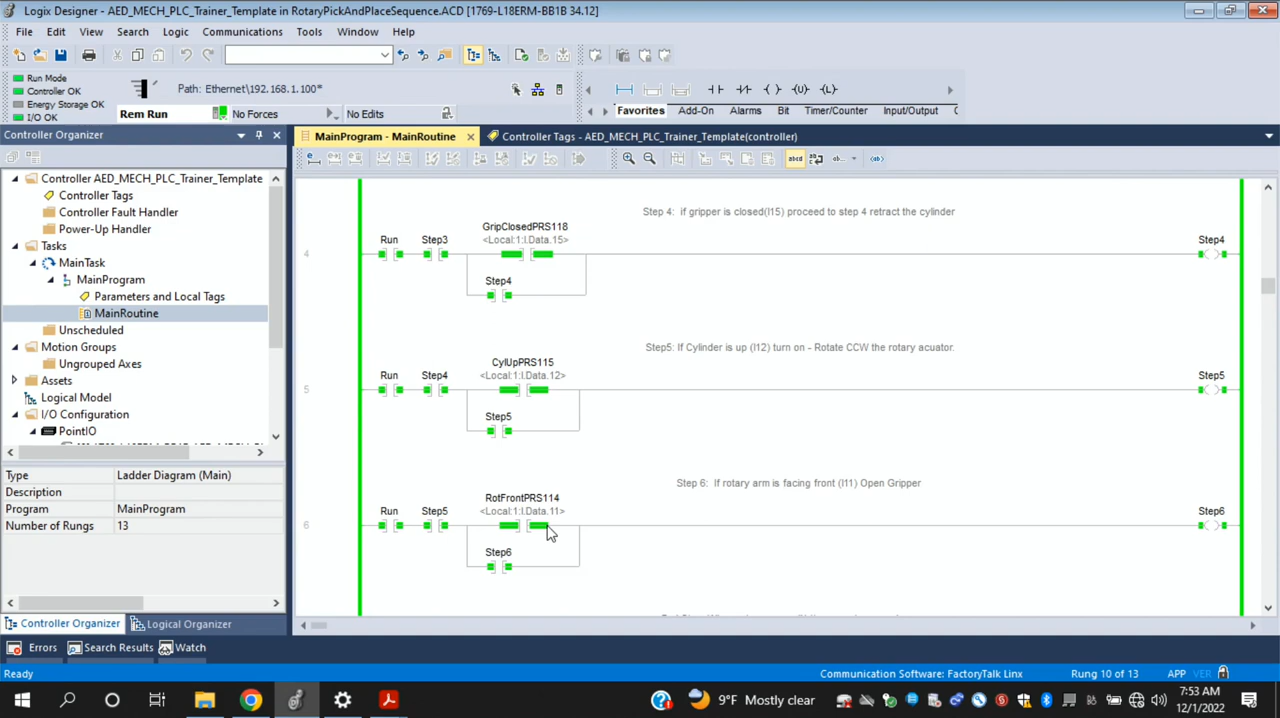 Logix Designer - AED_MECH_PLC_Trainer_Template in RotaryPickAndPlaceSequence.ACD [1769-L18ERM-BB1B 34.12]
File Edit View Search Logic Communications Tools Window Help
Run Mode
Controller OK
Energy Storage OK
I/O OK
Path: Ethernet\192.168.1.100*
Rem Run No Forces No Edits
Favorites Add-On Alarms Bit Timer/Counter Input/Output
Controller Organizer
MainProgram - MainRoutine
Controller Tags - AED_MECH_PLC_Trainer_Template(controller)
Controller AED_MECH_PLC_Trainer_Template
Controller Tags
Controller Fault Handler
Power-Up Handler
Tasks
MainTask
MainProgram
Parameters and Local Tags
MainRoutine
Unscheduled
Motion Groups
Ungrouped Axes
Assets
Logical Model
I/O Configuration
PointIO
Type Ladder Diagram (Main)
Description
Program MainProgram
Number of Rungs 13
Controller Organizer Logical Organizer
Step 4: if gripper is closed(I15) proceed to step 4 retract the cylinder
GripClosedPRS118
Run Step3 <Local:1:I.Data.15> Step4
4
Step4
Step5: If Cylinder is up (I12) turn on - Rotate CCW the rotary acuator.
CylUpPRS115
Run Step4 <Local:1:I.Data.12> Step5
5
Step5
Step 6: If rotary arm is facing front (I11) Open Gripper
RotFrontPRS114
Run Step5 <Local:1:I.Data.11> Step6
6
Step6
Errors Search Results Watch
Ready Communication Software: FactoryTalk Linx Rung 10 of 13 APP VER
9°F Mostly clear
7:53 AM
12/1/2022